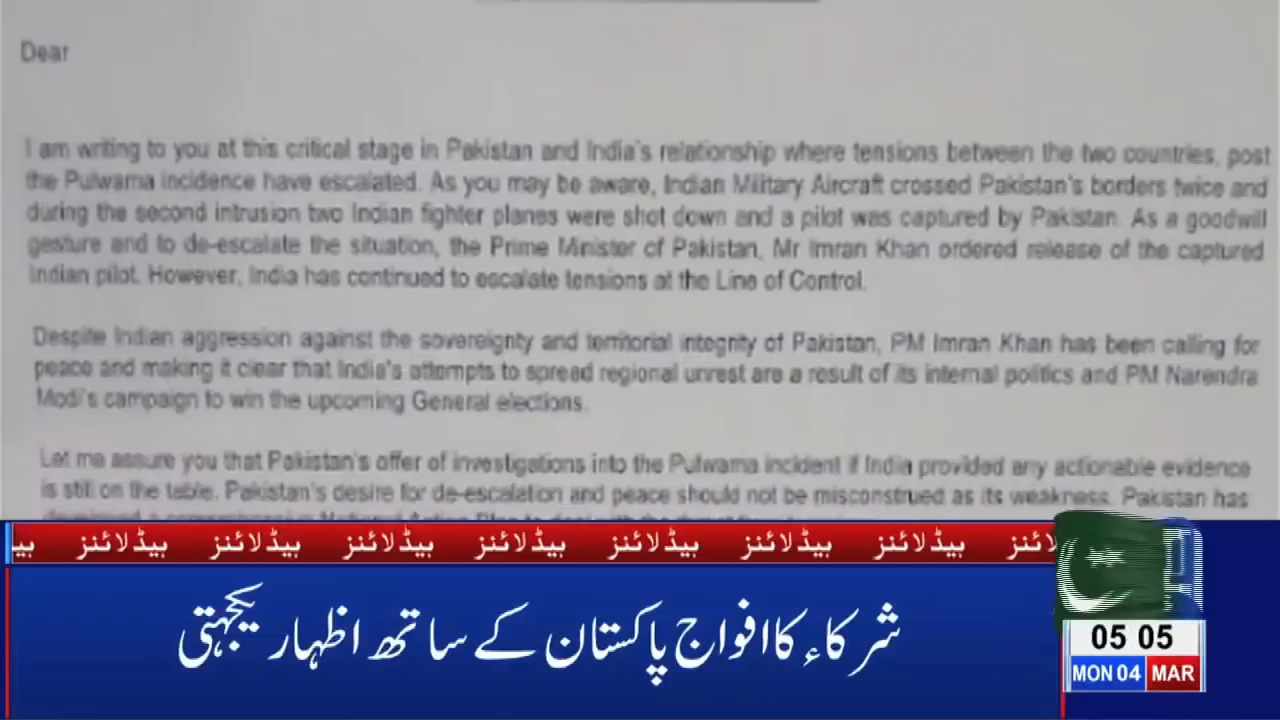 Dear
I am writing to you at this critical stage in Pakistan and India's relationship where tensions between the two countries, post
the Pulwama incidence have escalated. As you may be aware, Indian Military Aircraft crossed Pakistan's borders twice and
during the second intrusion two Indian fighter planes were shot down and a pilot was captured by Pakistan. As a goodwill
gesture and to de-escalate the situation, the Prime Minister of Pakistan, Mr Imran Khan ordered release of the captured
Indian pilot. However, India has continued to escalate tensions at the Line of Control.
Despite Indian aggression against the sovereignty and territorial integrity of Pakistan, PM Imran Khan has been calling for
peace and making it clear that India's attempts to spread regional unrest are a result of its internal politics and PM Narendra
Modi's campaign to win the upcoming General elections.
Let me assure you that Pakistan's offer of investigations into the Pulwama incident if India provided any actionable evidence
is still on the table. Pakistan's desire for de-escalation and peace should not be misconstrued as its weakness. Pakistan has
ہیڈلائنز ہیڈلائنز ہیڈلائنز ہیڈلائنز ہیڈلائنز ہیڈلائنز ہیڈلائنز
شرکاء کا افواج پاکستان کے ساتھ اظہار یکجہتی
05 05
MON 04 MAR